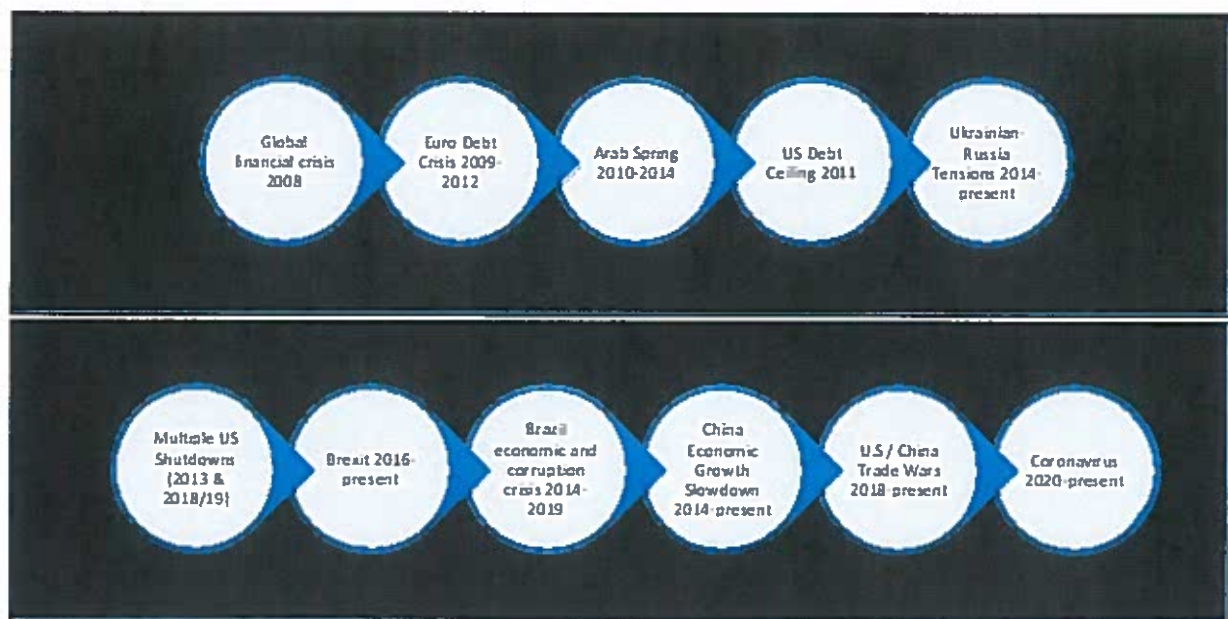 Global
financial crisis
2008
Euro Debt
Crisis 2009-
2012
Arab Spring
2010-2014
US Debt
Ceiling 2011
Ukrainian-
Russia
Tensions 2014-
present
Multiple US
Shutdowns
(2013 &
2018/19)
Brexit 2016-
present
Brazil
economic and
corruption
crisis 2014-
2019
China
Economic
Growth
Slowdown
2014-present
U.S / China
Trade Wars
2018-present
Coronavirus
2020-present